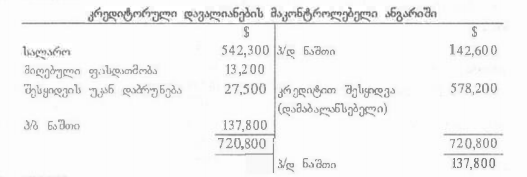 კრედიტორული დავალიანების მაკონტროლებელი ანგარიში
$ $
სალარო 542,300 პ/დ ნაშთი 142,600
მიღებული ფასდათმობა 13,200
შესყიდვის უკან დაბრუნება 27,500 კრედიტით შესყიდვა 578,200
(დამაბალანსებელი)
პ/ბ ნაშთი 137,800
720,800 720,800
პ/დ ნაშთი 137,800